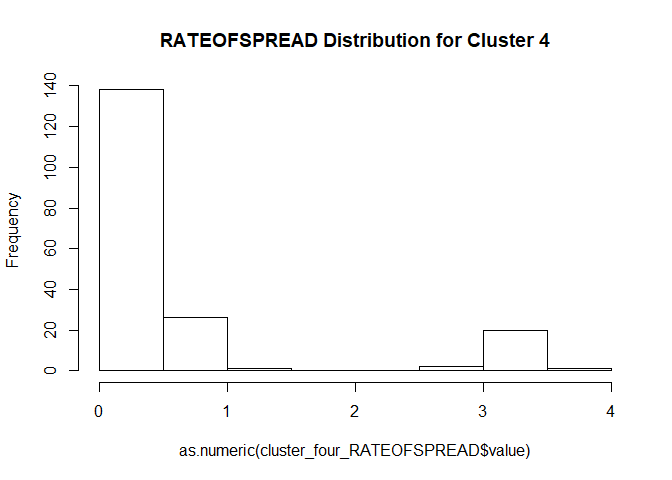 RATEOFSPREAD Distribution for Cluster 4
Frequency
140
120
100
80
60
40
20
0
0 1 2 3 4
as.numeric(cluster_four_RATEOFSPREAD$value)